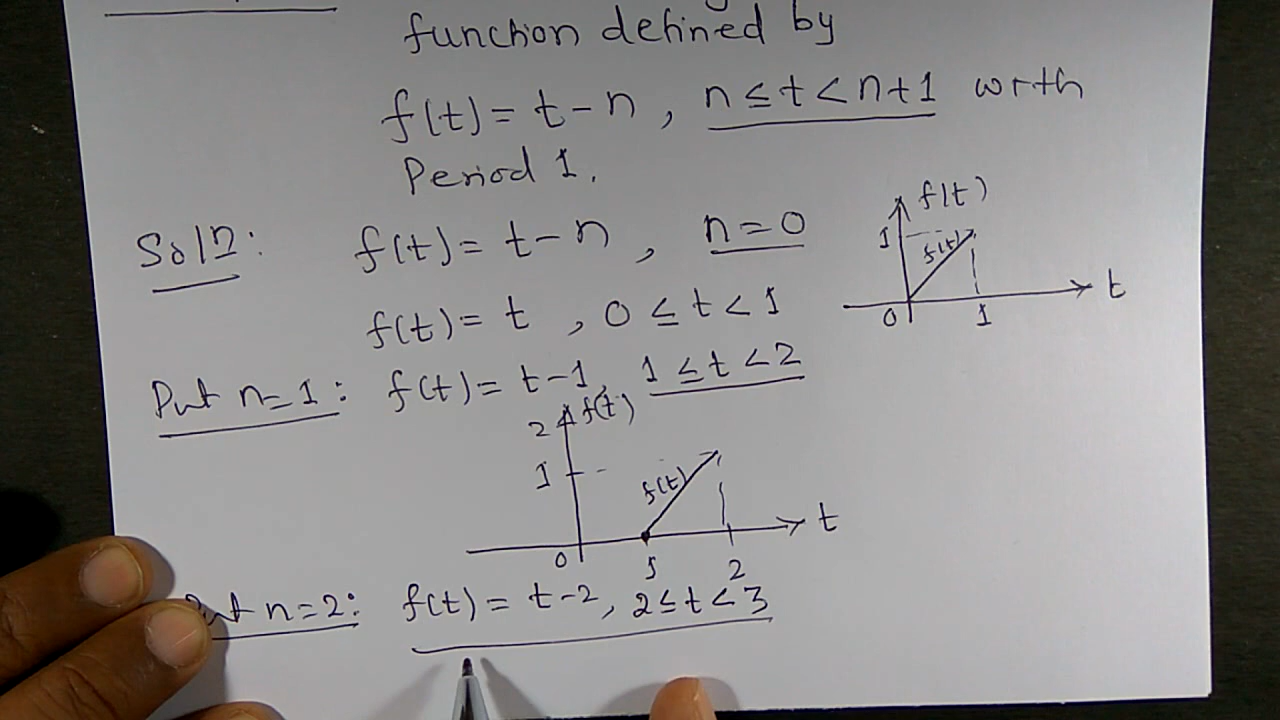 function defined by
f(t) = t - n , n ≤ t < n+1 with
Period 1.
Soln: f(t) = t - n , n = 0
f(t)
1
f(t)
0 1 t
f(t) = t , 0 ≤ t < 1
Put n=1: f(t) = t-1, 1 ≤ t < 2
2 f(t)
1
f(t)
0 1 2 t
Put n=2: f(t) = t-2, 2 ≤ t < 3